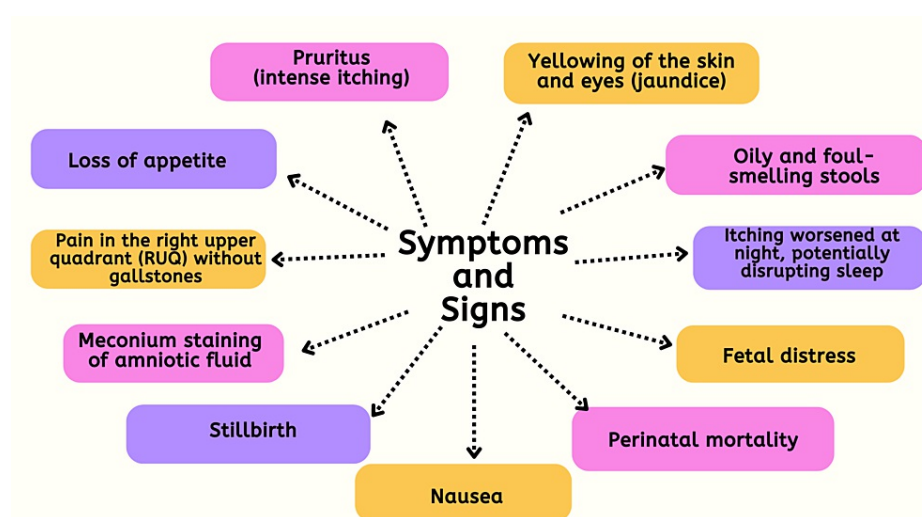 Pruritus
(intense itching)
Yellowing of the skin
and eyes (jaundice)
Loss of appetite
Oily and foul-
smelling stools
Pain in the right upper
quadrant (RUQ) without
gallstones
Symptoms
and
Signs
Itching worsened at
night, potentially
disrupting sleep
Meconium staining
of amniotic fluid
Fetal distress
Stillbirth
Perinatal mortality
Nausea